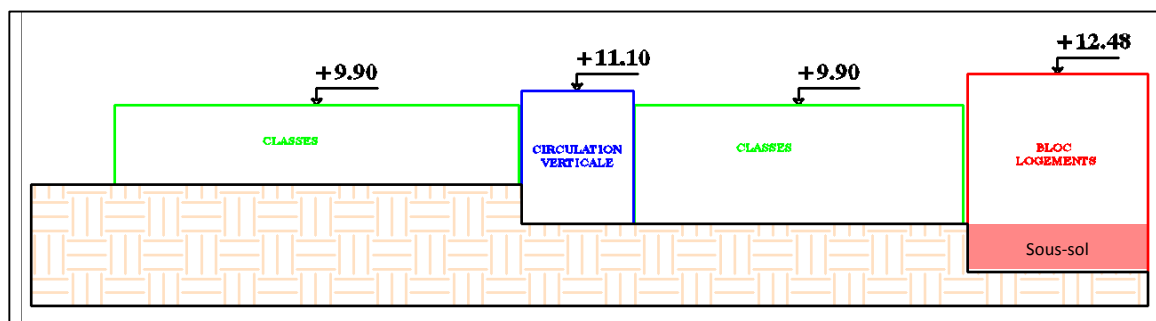 +12.48
+11.10
+9.90
+9.90
CLASSES
CIRCULATION
VERTICALE
CLASSES
BLOC
LOGEMENTS
Sous-sol